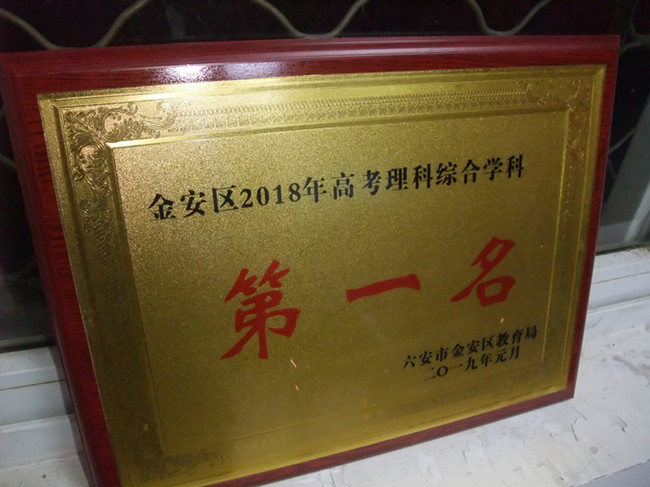 金安区2018年高考理科综合学科
第一名
六安市金安区教育局
二〇一九年元月